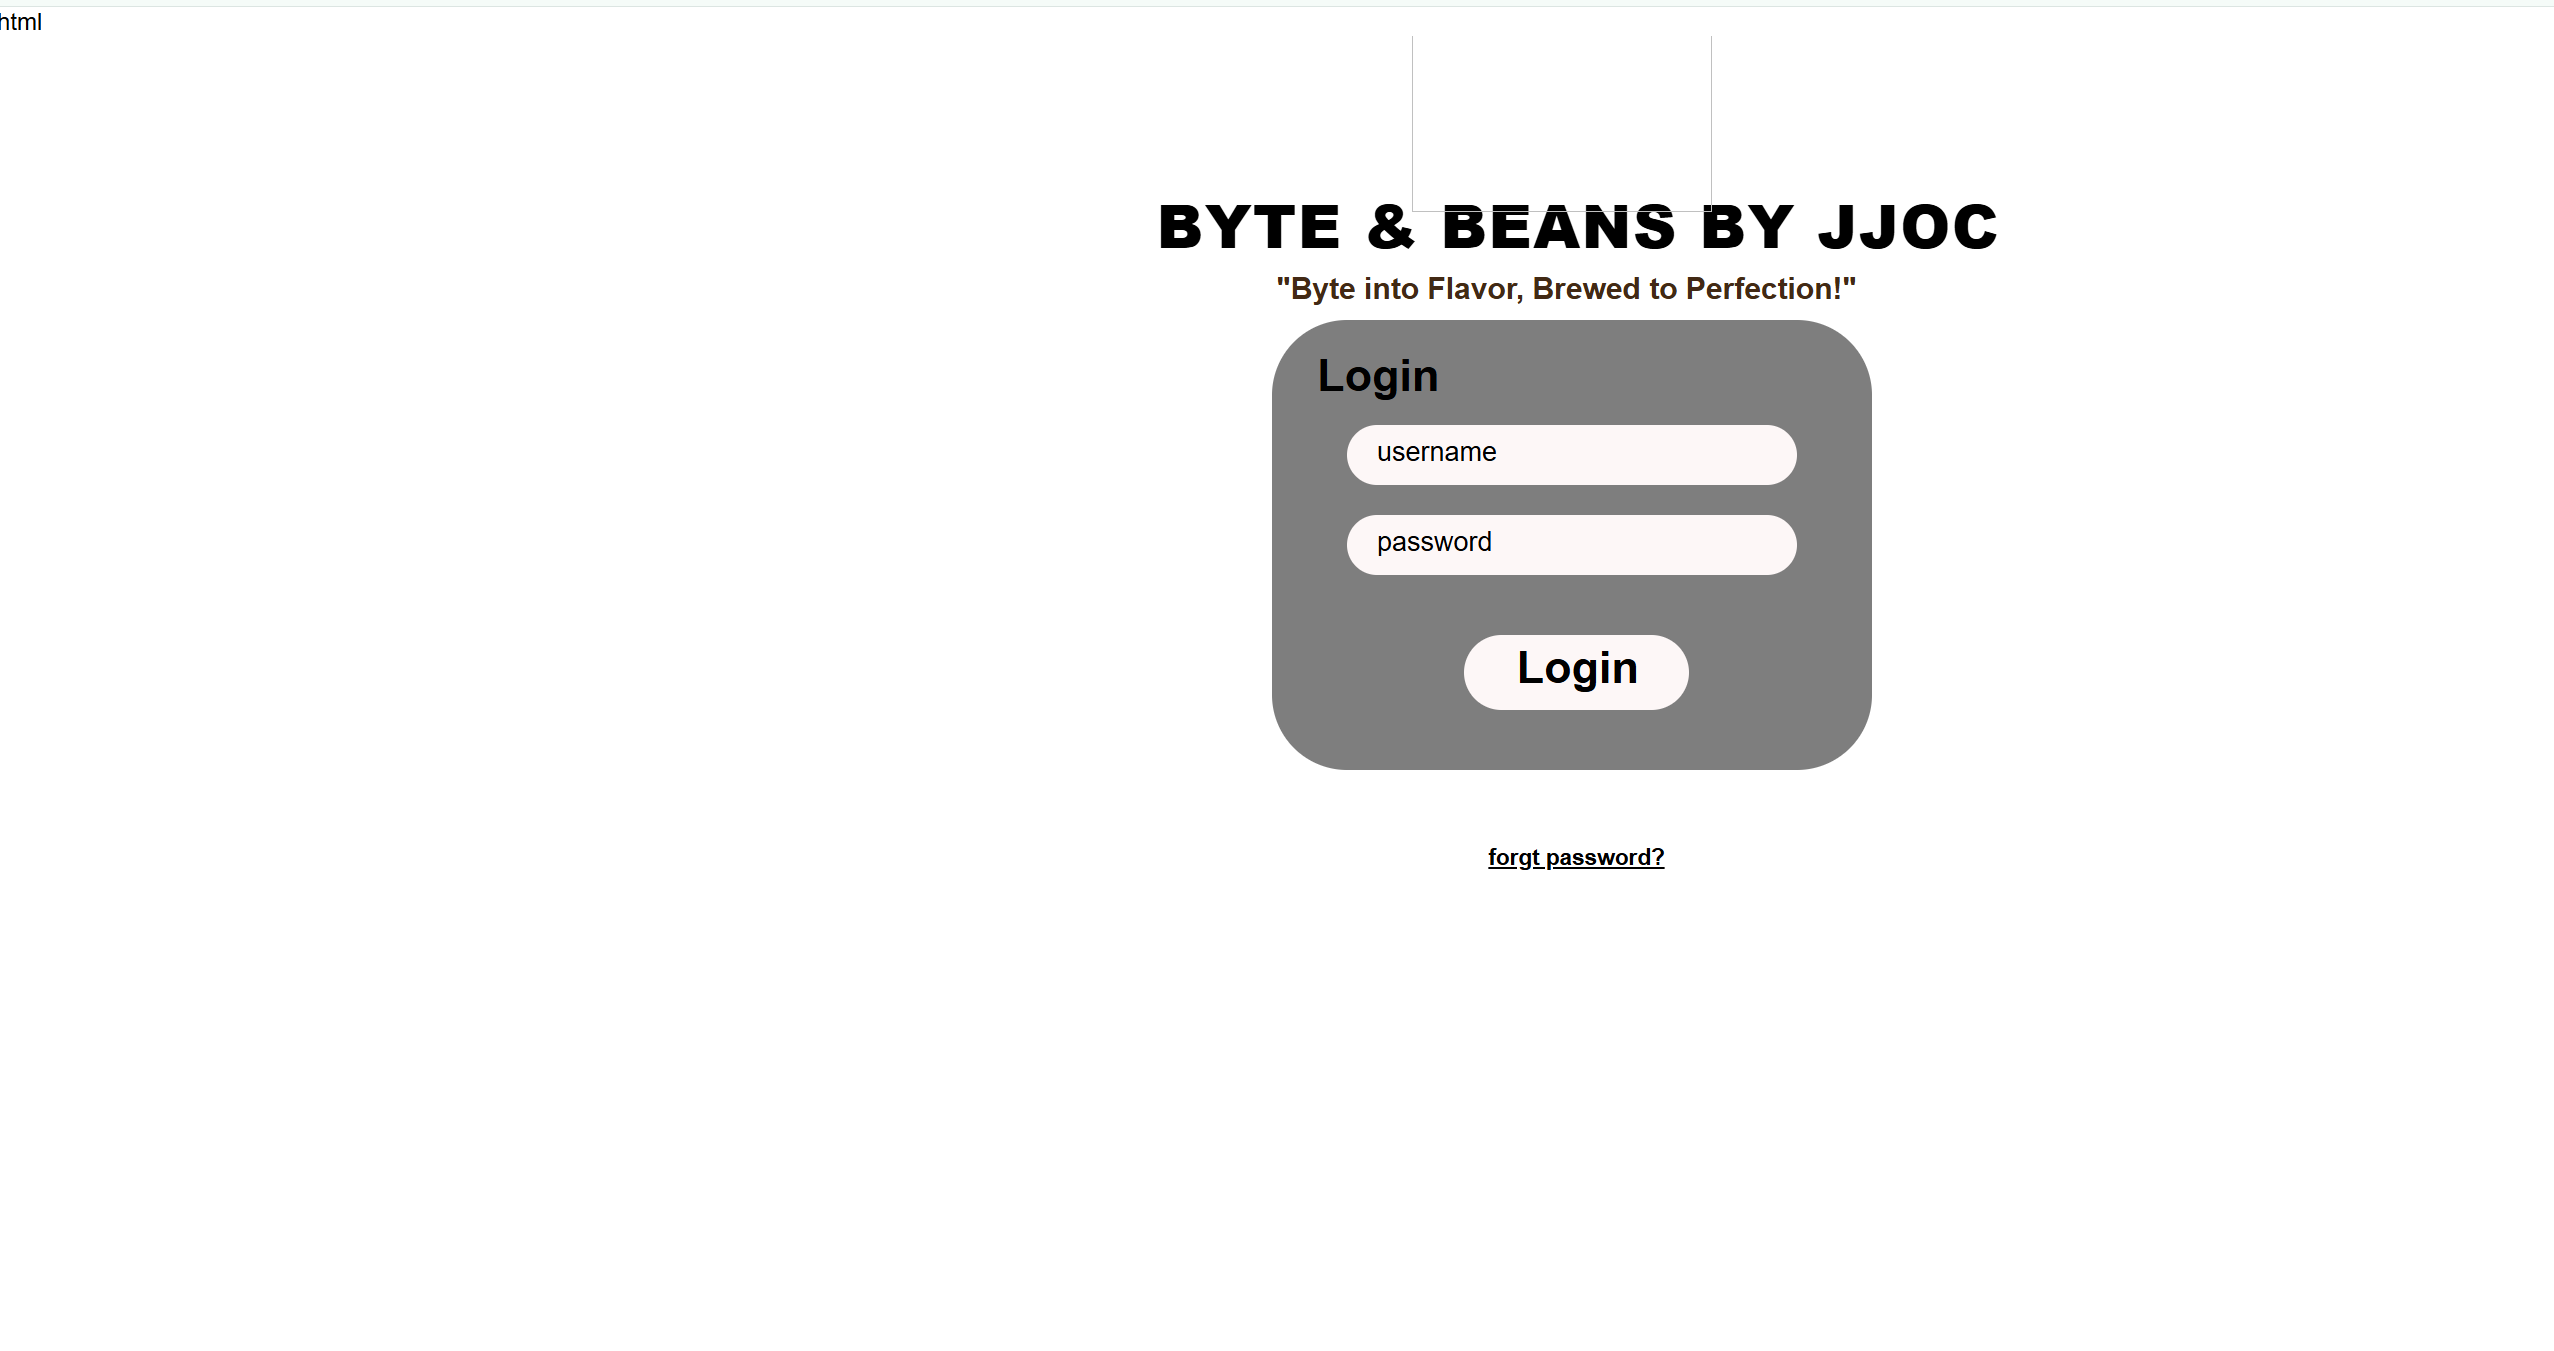 html
BYTE & BEANS BY JJOC
"Byte into Flavor, Brewed to Perfection!"
Login
username
password
Login
forgt password?